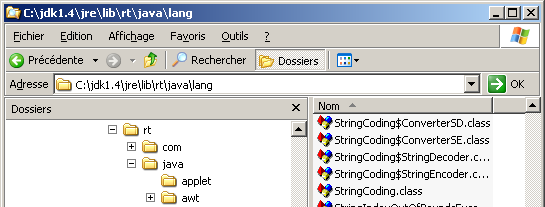 C:\jdk1.4\jre\lib\rt\java\lang
Fichier Edition Affichage Favoris Outils ?
Précédente Rechercher Dossiers
Adresse C:\jdk1.4\jre\lib\rt\java\lang OK
Dossiers Nom
rt
com
java
applet
awt
StringCoding$ConverterSD.class
StringCoding$ConverterSE.class
StringCoding$StringDecoder.c...
StringCoding$StringEncoder.c...
StringCoding.class